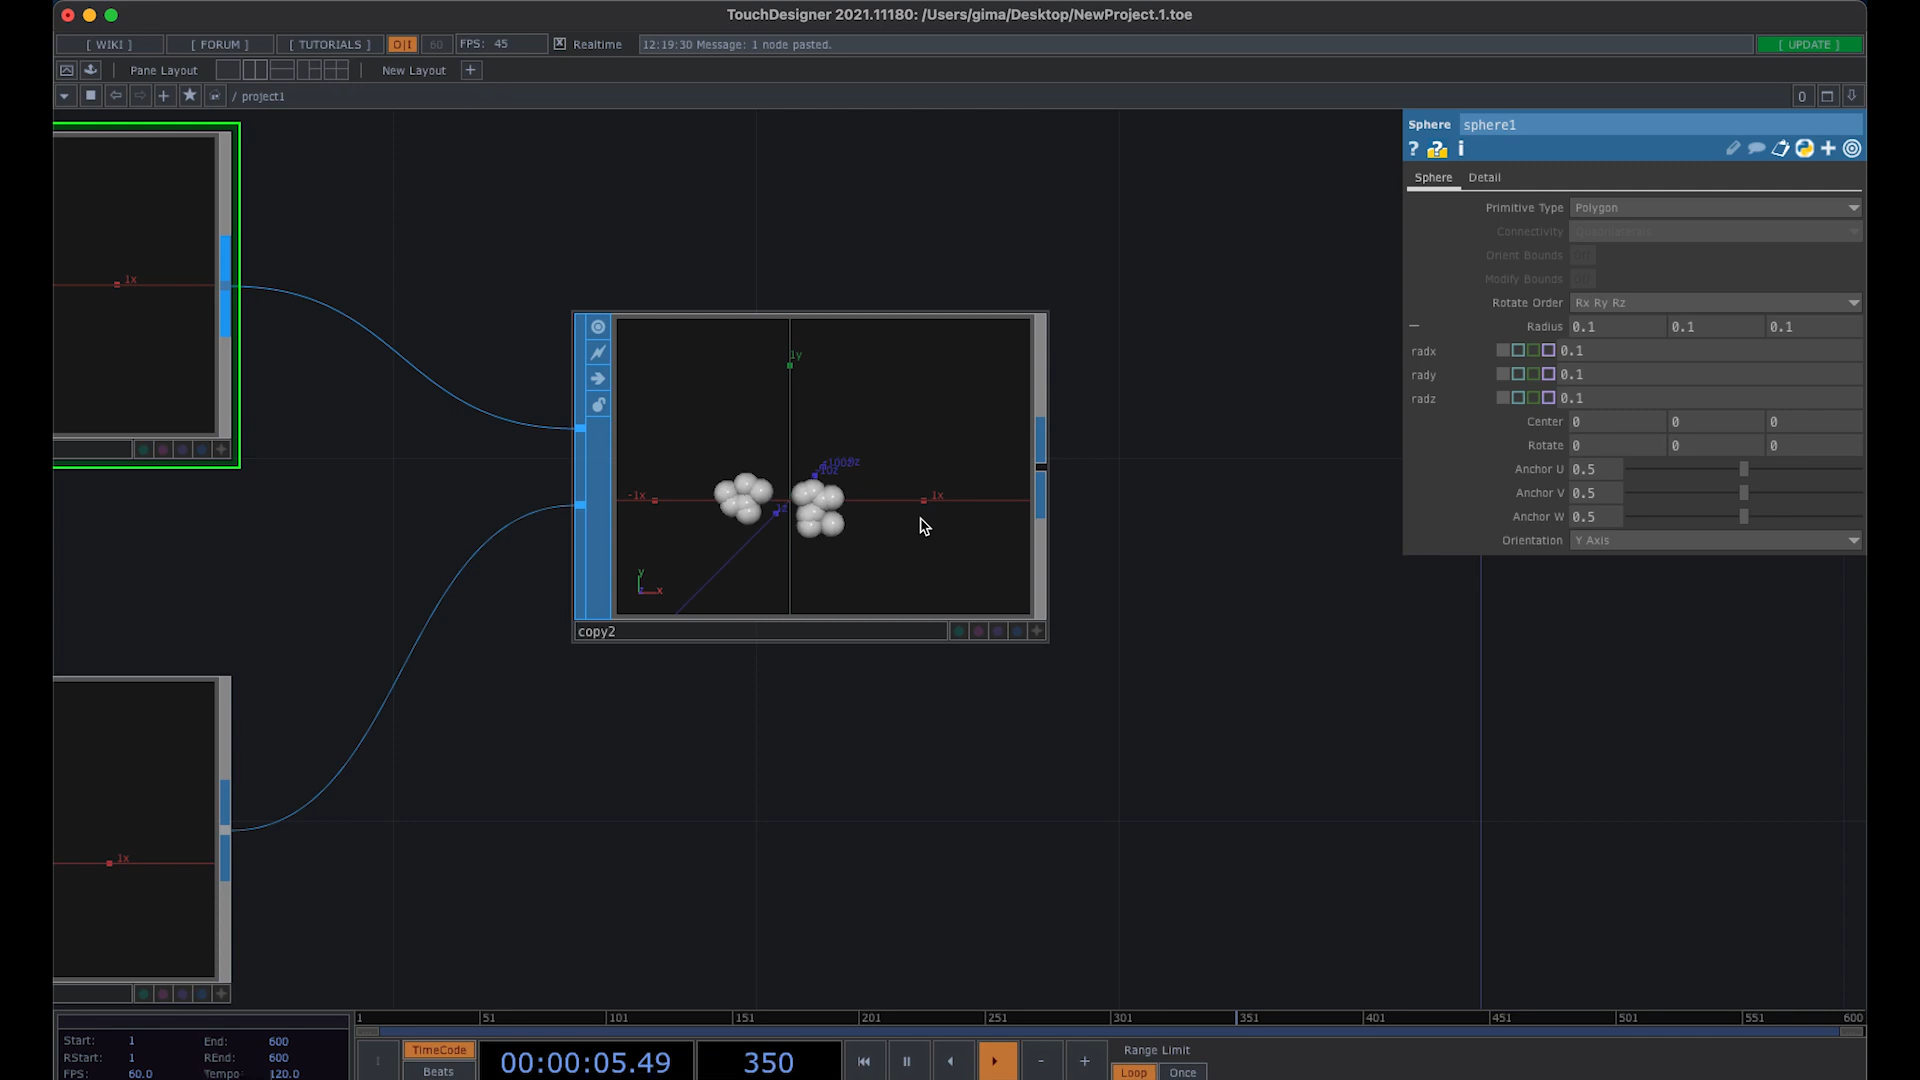 TouchDesigner 2021.11180: /Users/gima/Desktop/NewProject.1.toe
[ WIKI ] [ FORUM ] [ TUTORIALS ] O|I 60 FPS: 45 Realtime 12:19:30 Message: 1 node pasted. [ UPDATE ]
Pane Layout New Layout +
/ project1 0
Sphere sphere1
? ? i
Sphere Detail
Primitive Type Polygon
Connectivity
Orient Bounds
Modify Bounds
Rotate Order Rx Ry Rz
Radius 0.1 0.1 0.1
radx 0.1
rady 0.1
radz 0.1
Center 0 0 0
Rotate 0 0 0
Anchor U 0.5
Anchor V 0.5
Anchor W 0.5
Orientation Y Axis
1x
1y
-1x
1z
1x
y
x
copy2
1x
1 51 101 151 201 251 301 351 401 451 501 551 600
Start: 1 End: 600
RStart: 1 REnd: 600
FPS: 60.0 Tempo: 120.0
TimeCode
Beats
00:00:05.49
350
- +
Range Limit
Loop Once